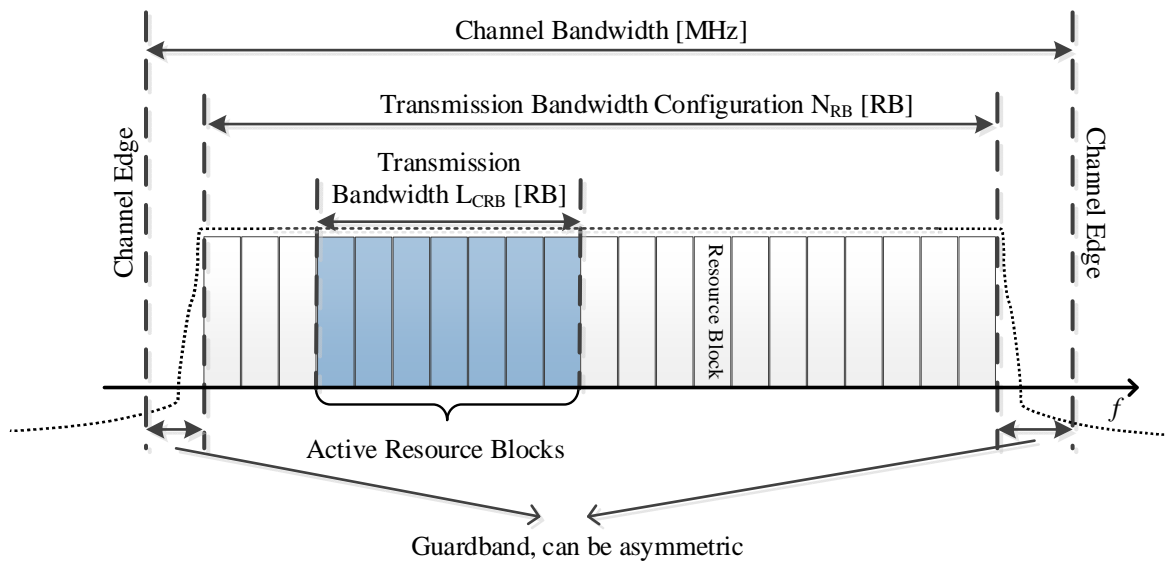 Channel Bandwidth [MHz]
Transmission Bandwidth Configuration N_RB [RB]
Transmission
Bandwidth L_CRB [RB]
Channel Edge
Channel Edge
Resource Block
f
Active Resource Blocks
Guardband, can be asymmetric